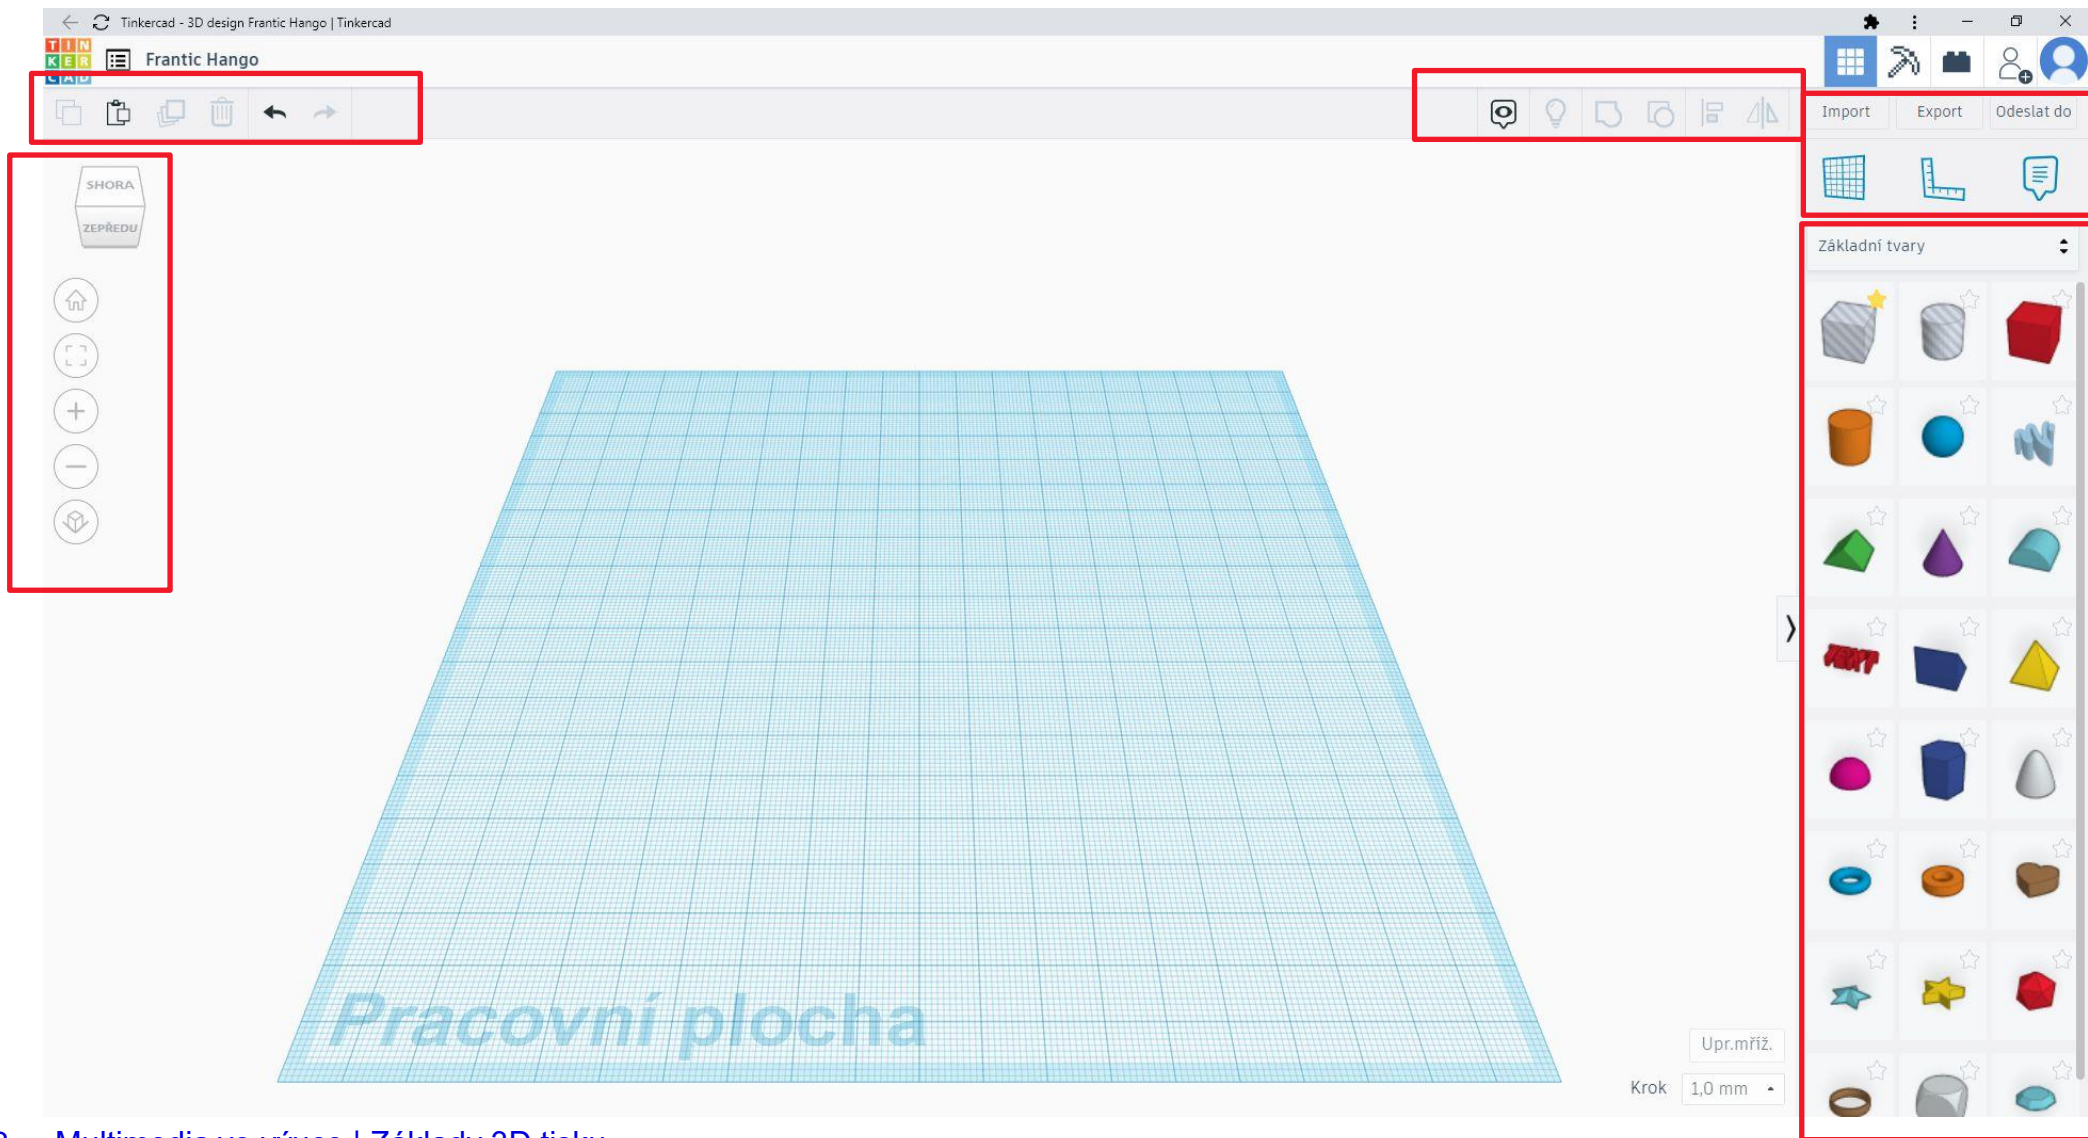 Tinkercad - 3D design Frantic Hango | Tinkercad
TIN
KER
CAD
Frantic Hango
Import
Export
Odeslat do
SHORA
ZEPŘEDU
Základní tvary
TEXT
Pracovní plocha
Upr.mříž.
Krok
1,0 mm
Multimedia ve výuce | Základy 3D tisku